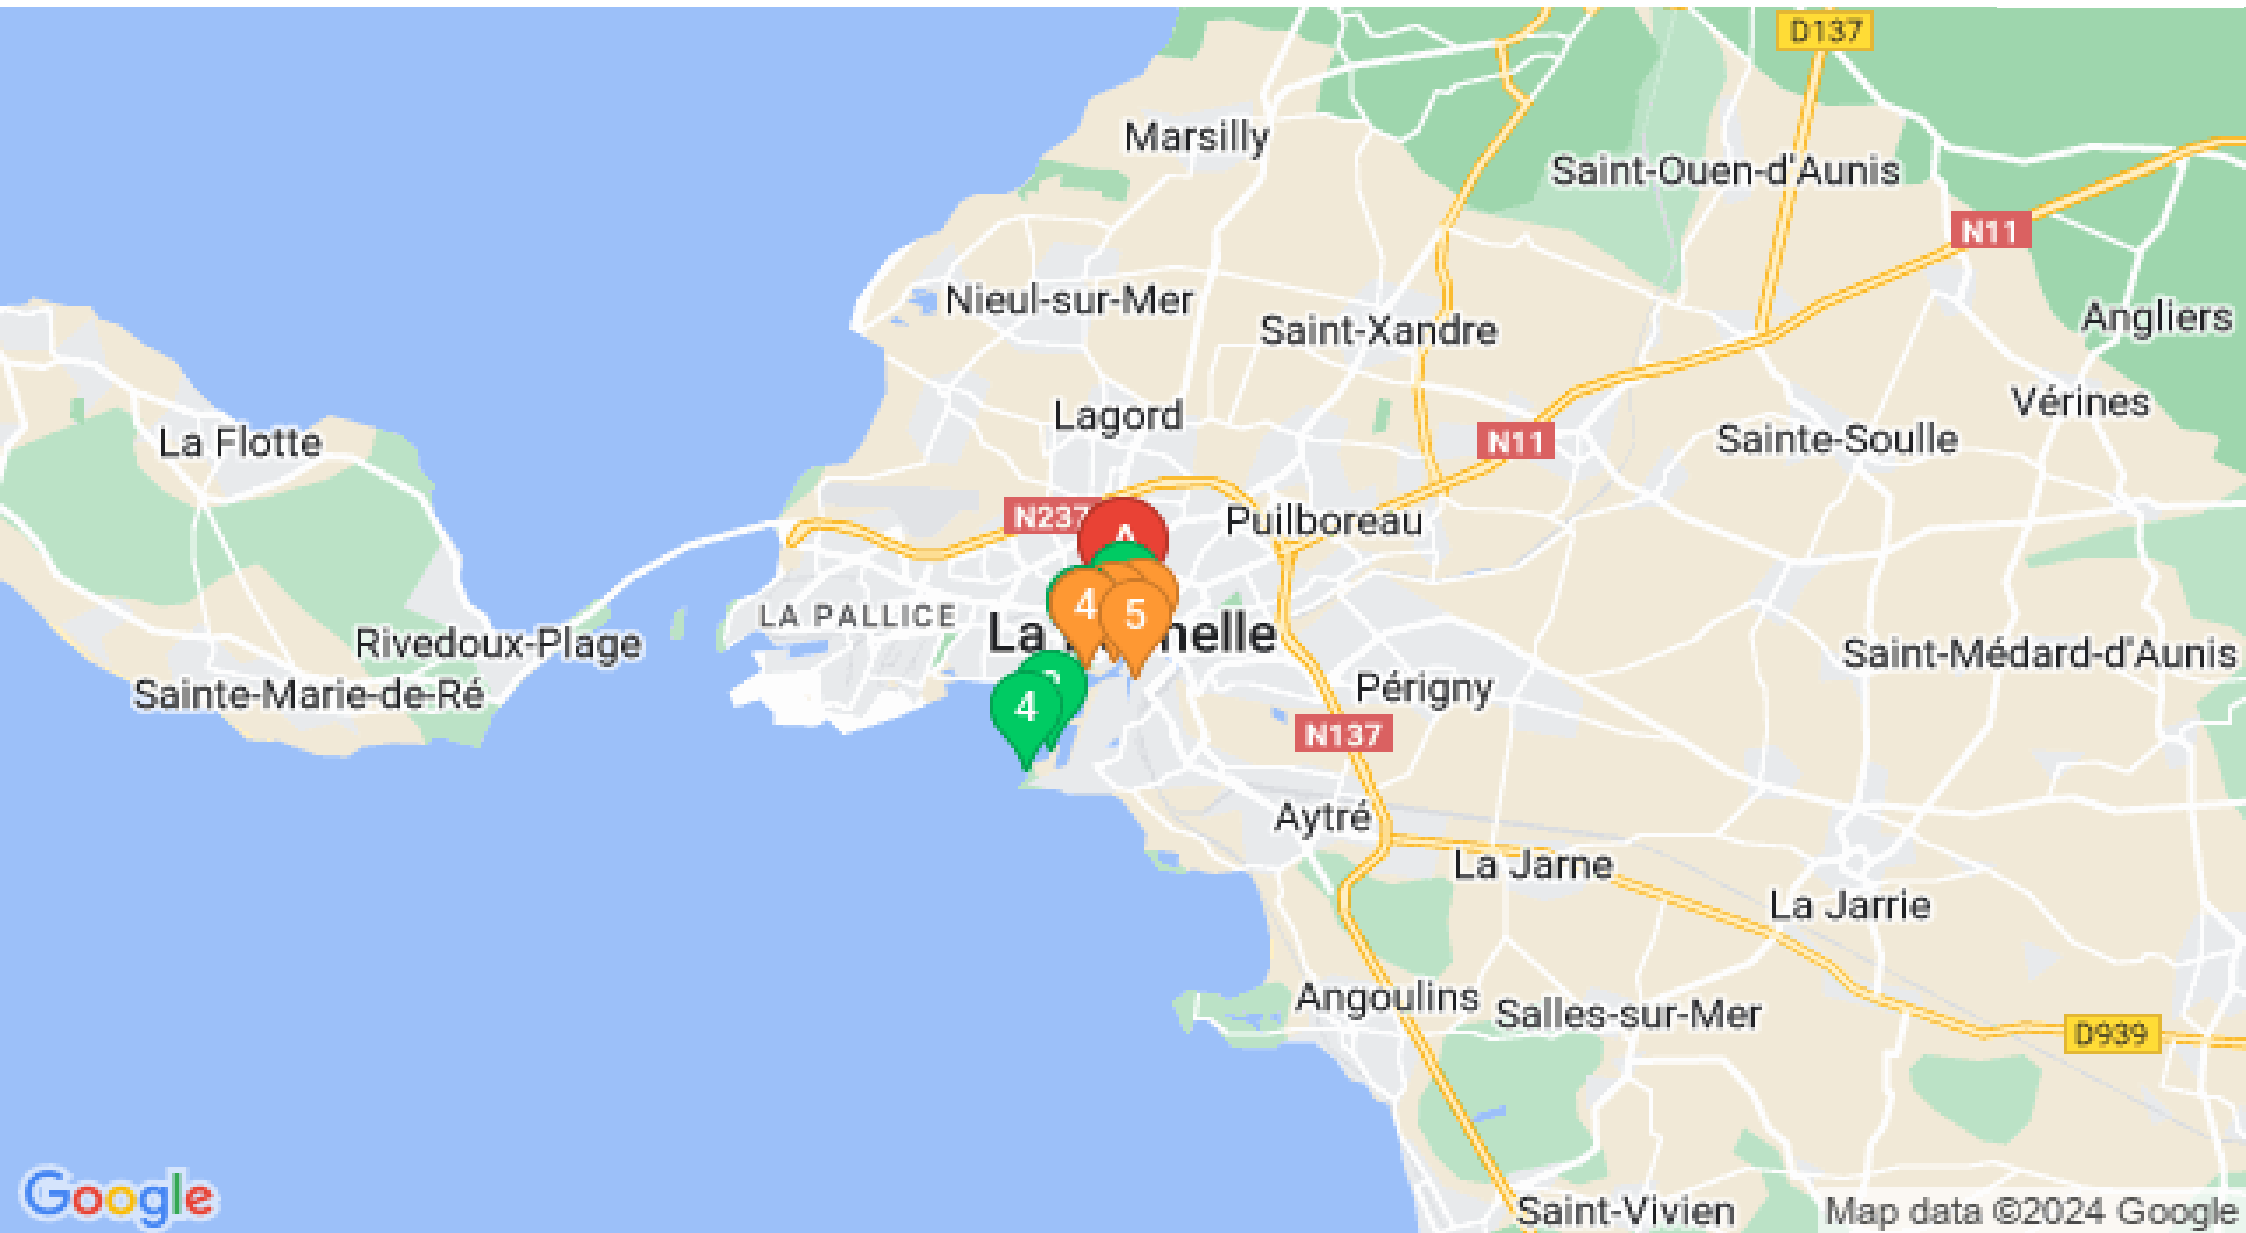 D137
Marsilly
Saint-Ouen-d'Aunis
N11
Nieul-sur-Mer
Saint-Xandre
Angliers
Vérines
Lagord
La Flotte
N11
Sainte-Soulle
N237
Puilboreau
4
5
LA PALLICE
La
nelle
Rivedoux-Plage
Saint-Médard-d'Aunis
Sainte-Marie-de-Ré
4
Périgny
N137
Aytré
La Jarne
La Jarrie
Angoulins
Salles-sur-Mer
D939
Google
Saint-Vivien
Map data ©2024 Google